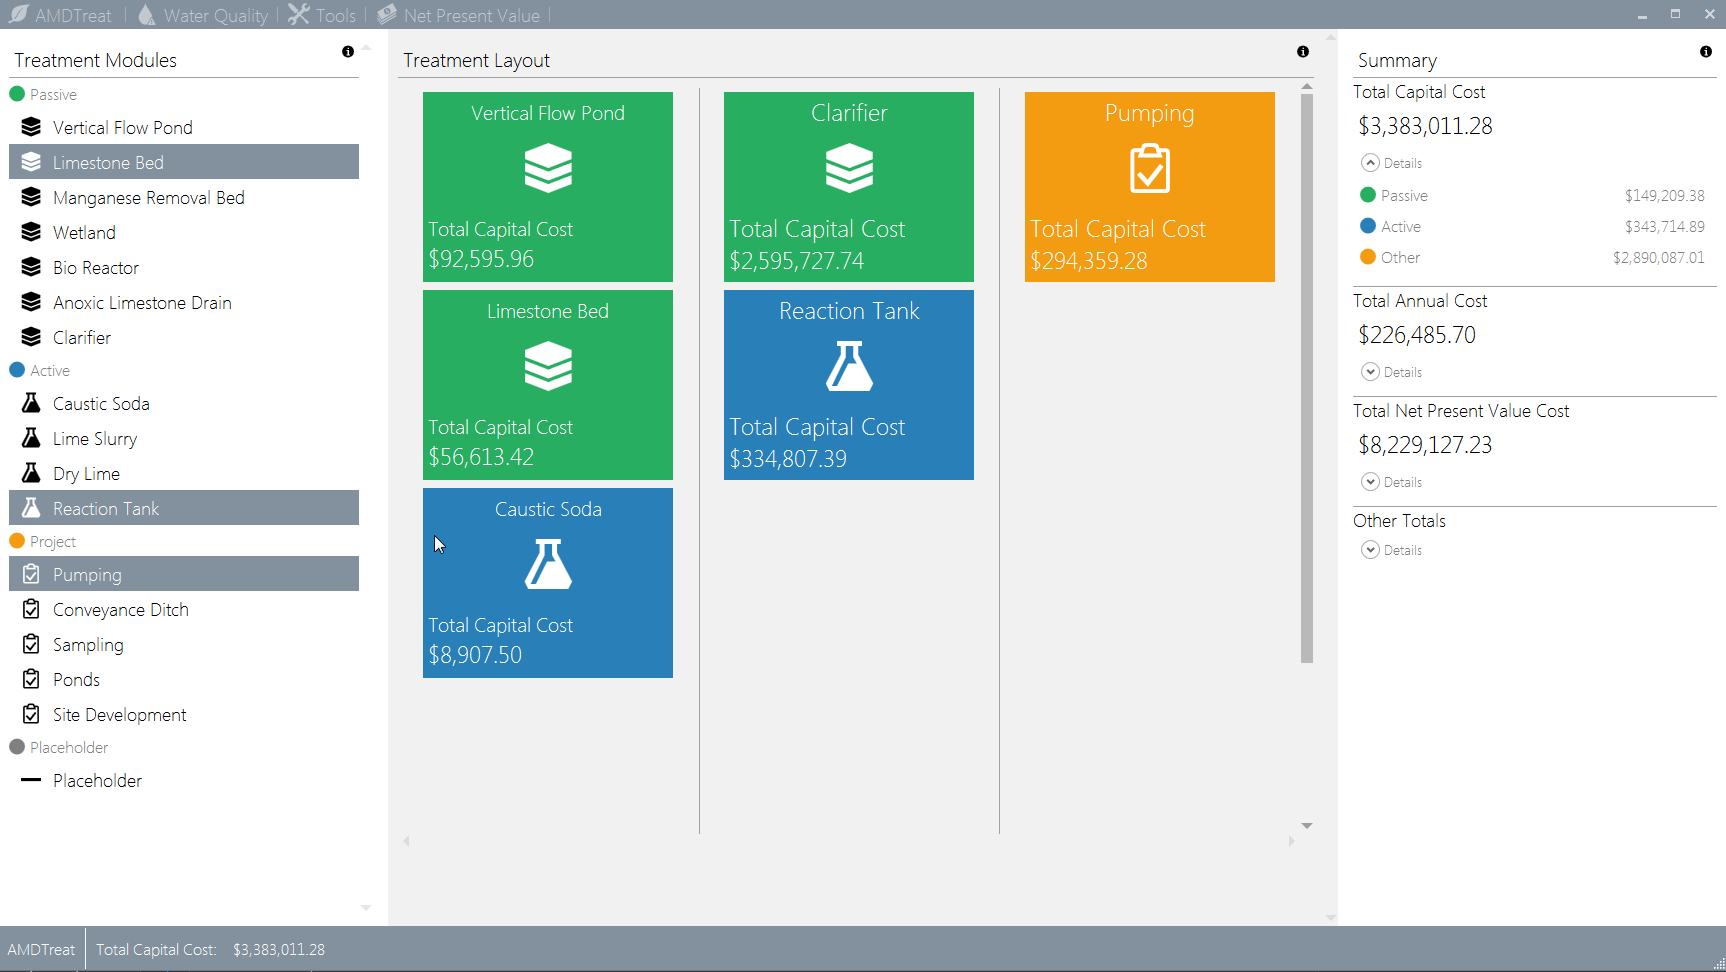 AMDTreat
Water Quality
Tools
Net Present Value
Treatment Modules
Passive
Vertical Flow Pond
Limestone Bed
Manganese Removal Bed
Wetland
Bio Reactor
Anoxic Limestone Drain
Clarifier
Active
Caustic Soda
Lime Slurry
Dry Lime
Reaction Tank
Project
Pumping
Conveyance Ditch
Sampling
Ponds
Site Development
Placeholder
Placeholder
Treatment Layout
Vertical Flow Pond
Total Capital Cost
$92,595.96
Limestone Bed
Total Capital Cost
$56,613.42
Caustic Soda
Total Capital Cost
$8,907.50
Clarifier
Total Capital Cost
$2,595,727.74
Reaction Tank
Total Capital Cost
$334,807.39
Pumping
Total Capital Cost
$294,359.28
Summary
Total Capital Cost
$3,383,011.28
Details
Passive $149,209.38
Active $343,714.89
Other $2,890,087.01
Total Annual Cost
$226,485.70
Details
Total Net Present Value Cost
$8,229,127.23
Details
Other Totals
Details
AMDTreat
Total Capital Cost: $3,383,011.28